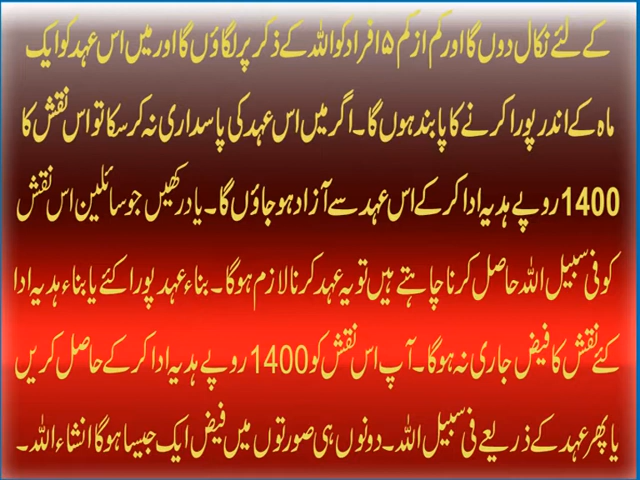 کے لئے نکال دوں گا اور کم از کم ۵ افراد کو اللہ کے ذکر پر لگاؤں گا اور میں اس عہد کو ایک
ماہ کے اندر پورا کرنے کا پابند ہوں گا۔ اگر میں اس عہد کی پاسداری نہ کر سکا تو اس نقش کا
1400 روپے ہدیہ ادا کر کے اس عہد سے آزاد ہو جاؤں گا۔ یاد رکھیں جو سائلین اس نقش
کو فی سبیل اللہ حاصل کرنا چاہتے ہیں تو یہ عہد کرنا لازم ہوگا۔ بناء عہد پورا کئے یا بناء ہدیہ ادا
کئے نقش کا فیض جاری نہ ہوگا۔ آپ اس نقش کو 1400 روپے ہدیہ ادا کر کے حاصل کریں
یا پھر عہد کے ذریعے فی سبیل اللہ۔ دونوں ہی صورتوں میں فیض ایک جیسا ہوگا انشاء اللہ۔